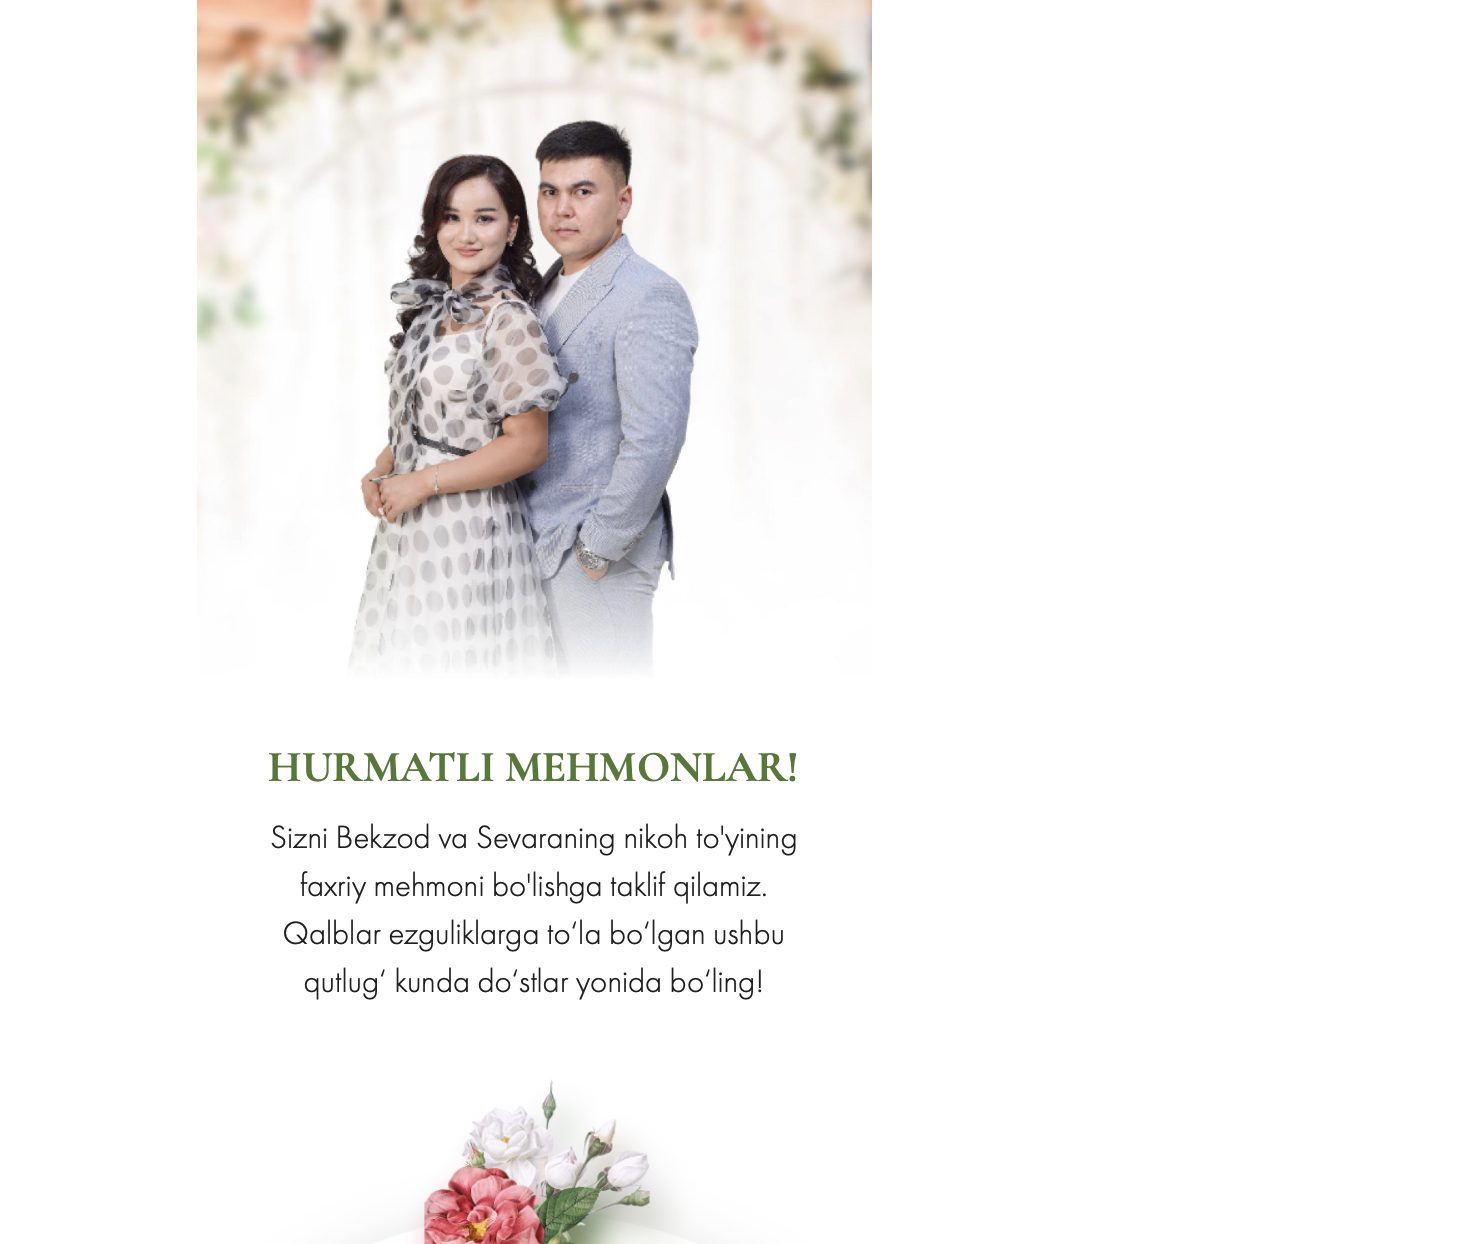 HURMATLI MEHMONLAR!
Sizni Bekzod va Sevaraning nikoh to'yining
faxriy mehmoni bo'lishga taklif qilamiz.
Qalblar ezguliklarga to‘la bo‘lgan ushbu
qutlug‘ kunda do‘stlar yonida bo‘ling!